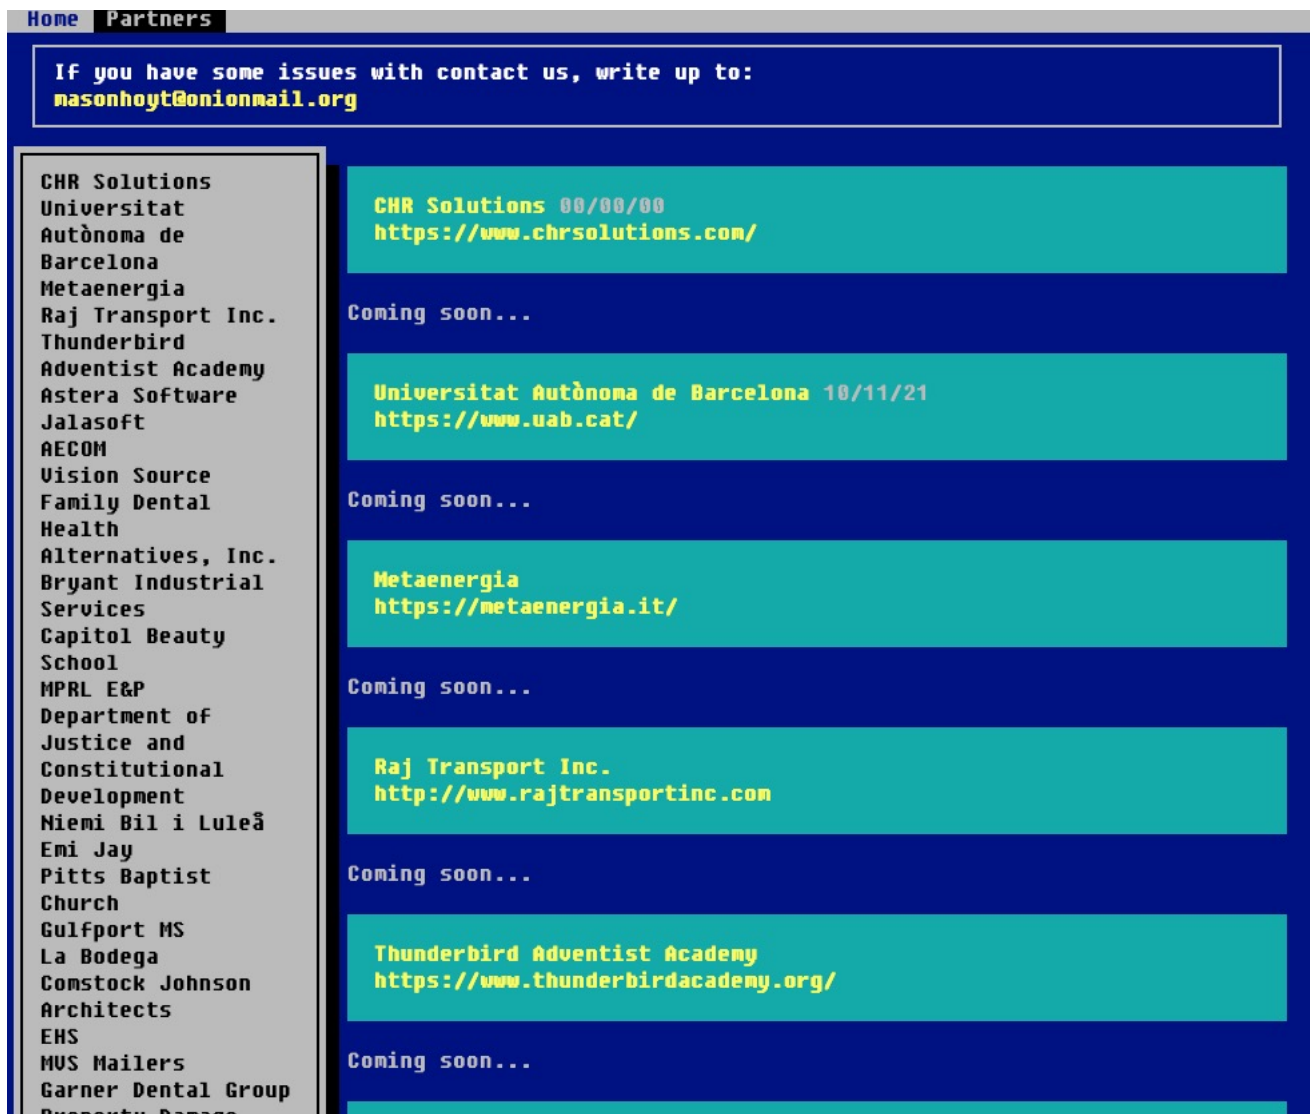 Home Partners
If you have some issues with contact us, write up to:
masonhoyt@onionmail.org
CHR Solutions
Universitat
Autònoma de
Barcelona
Metaenergia
Raj Transport Inc.
Thunderbird
Adventist Academy
Astera Software
Jalasoft
AECOM
Vision Source
Family Dental
Health
Alternatives, Inc.
Bryant Industrial
Services
Capitol Beauty
School
MPRL E&P
Department of
Justice and
Constitutional
Development
Niemi Bil i Luleå
Emi Jay
Pitts Baptist
Church
Gulfport MS
La Bodega
Comstock Johnson
Architects
EHS
MVS Mailers
Garner Dental Group
Property Damage
CHR Solutions 00/00/00
https://www.chrsolutions.com/
Coming soon...
Universitat Autònoma de Barcelona 10/11/21
https://www.uab.cat/
Coming soon...
Metaenergia
https://metaenergia.it/
Coming soon...
Raj Transport Inc.
http://www.rajtransportinc.com
Coming soon...
Thunderbird Adventist Academy
https://www.thunderbirdacademy.org/
Coming soon...